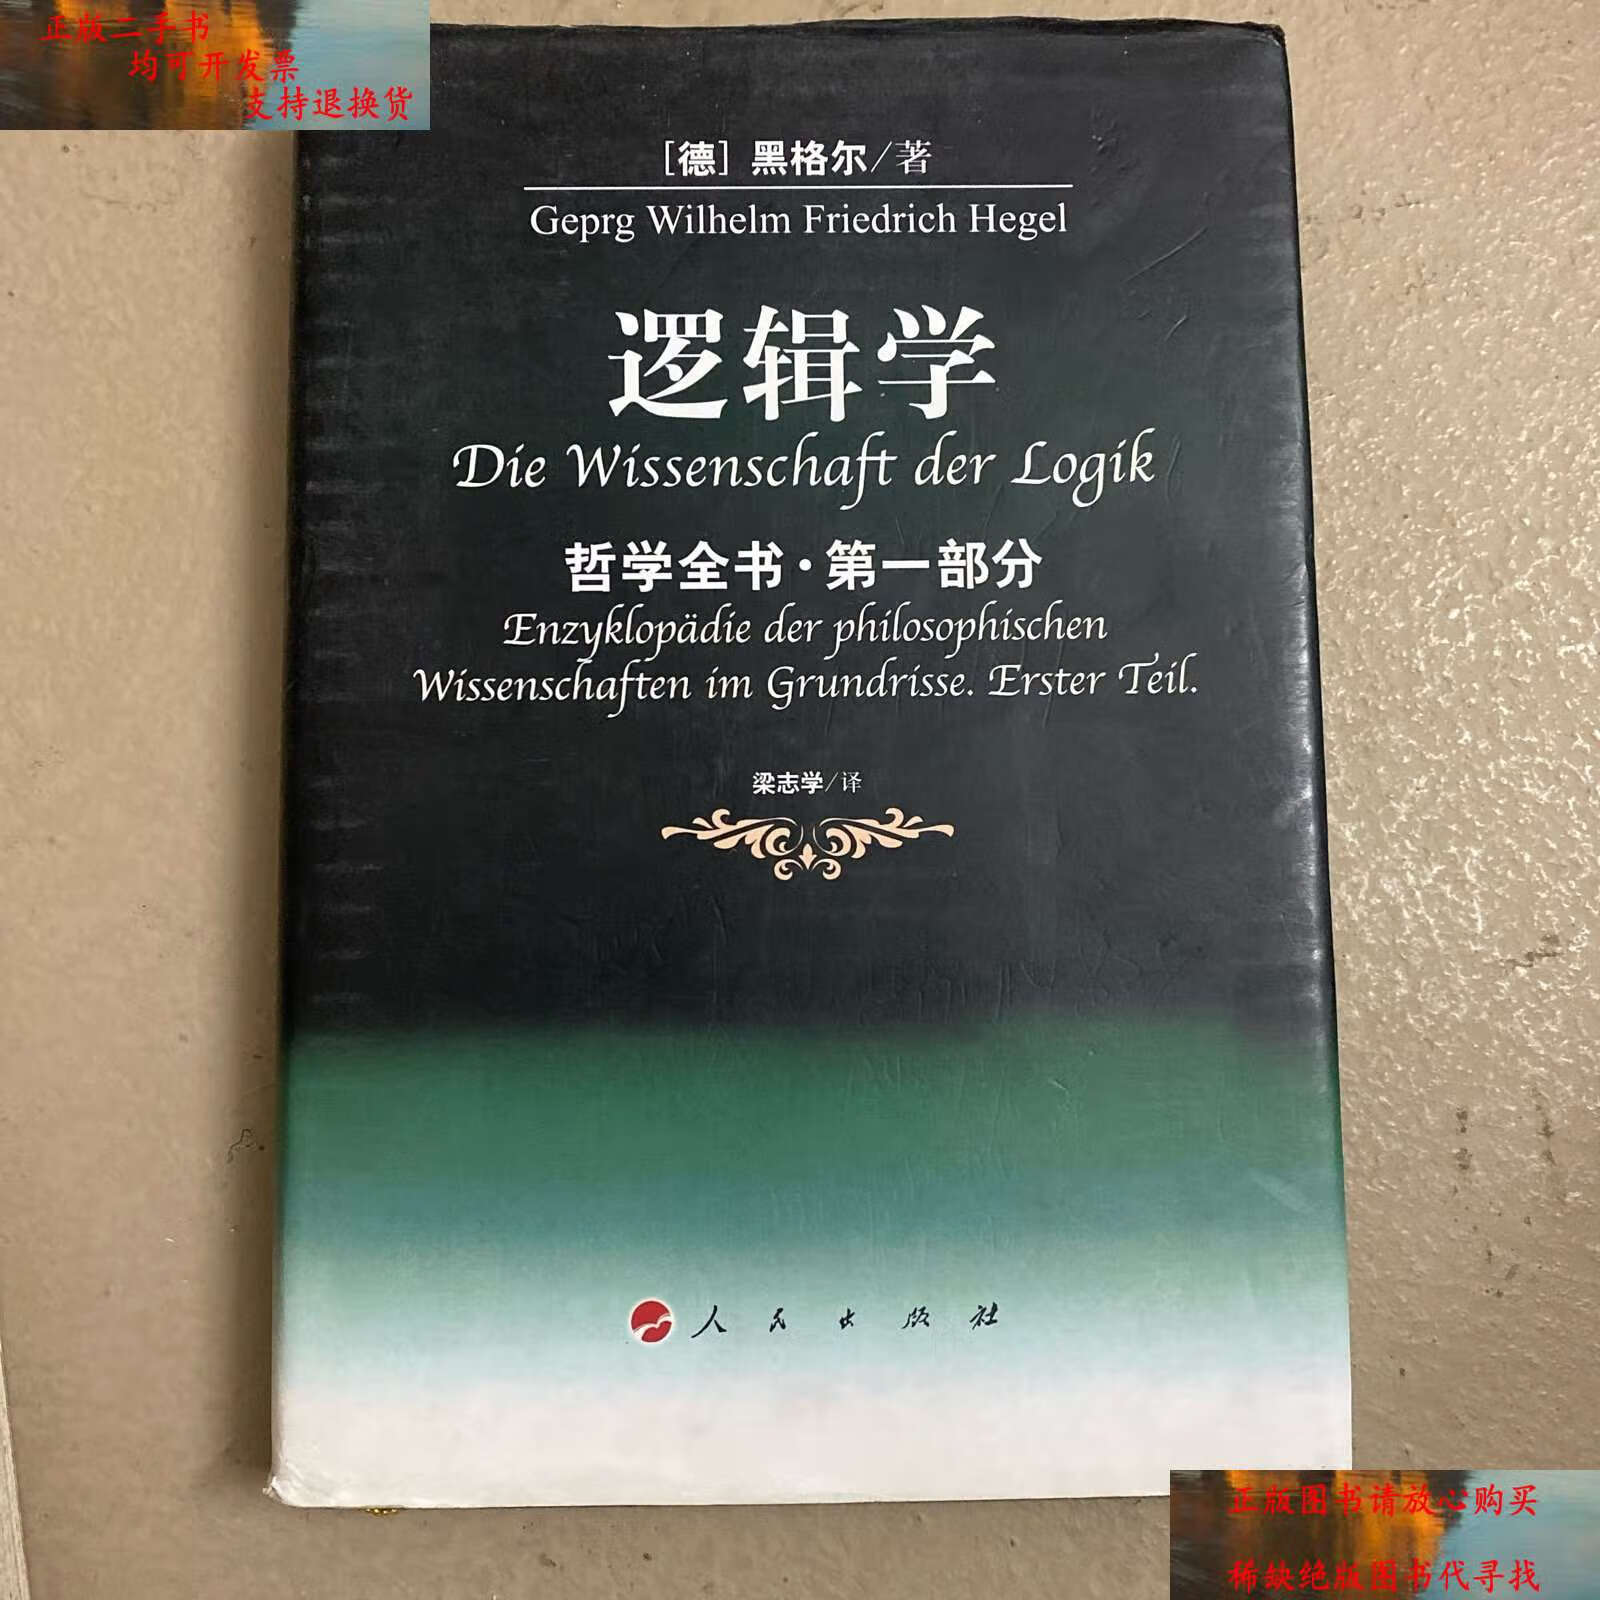 正版二手书
均可开发票
支持退换货
［德］黑格尔/著
Geprg Wilhelm Friedrich Hegel
逻辑学
Die Wissenschaft der Logik
哲学全书·第一部分
Enzyklopädie der philosophischen
Wissenschaften im Grundrisse. Erster Teil.
梁志学/译
人民出版社
正版图书请放心购买
稀缺绝版图书代寻找